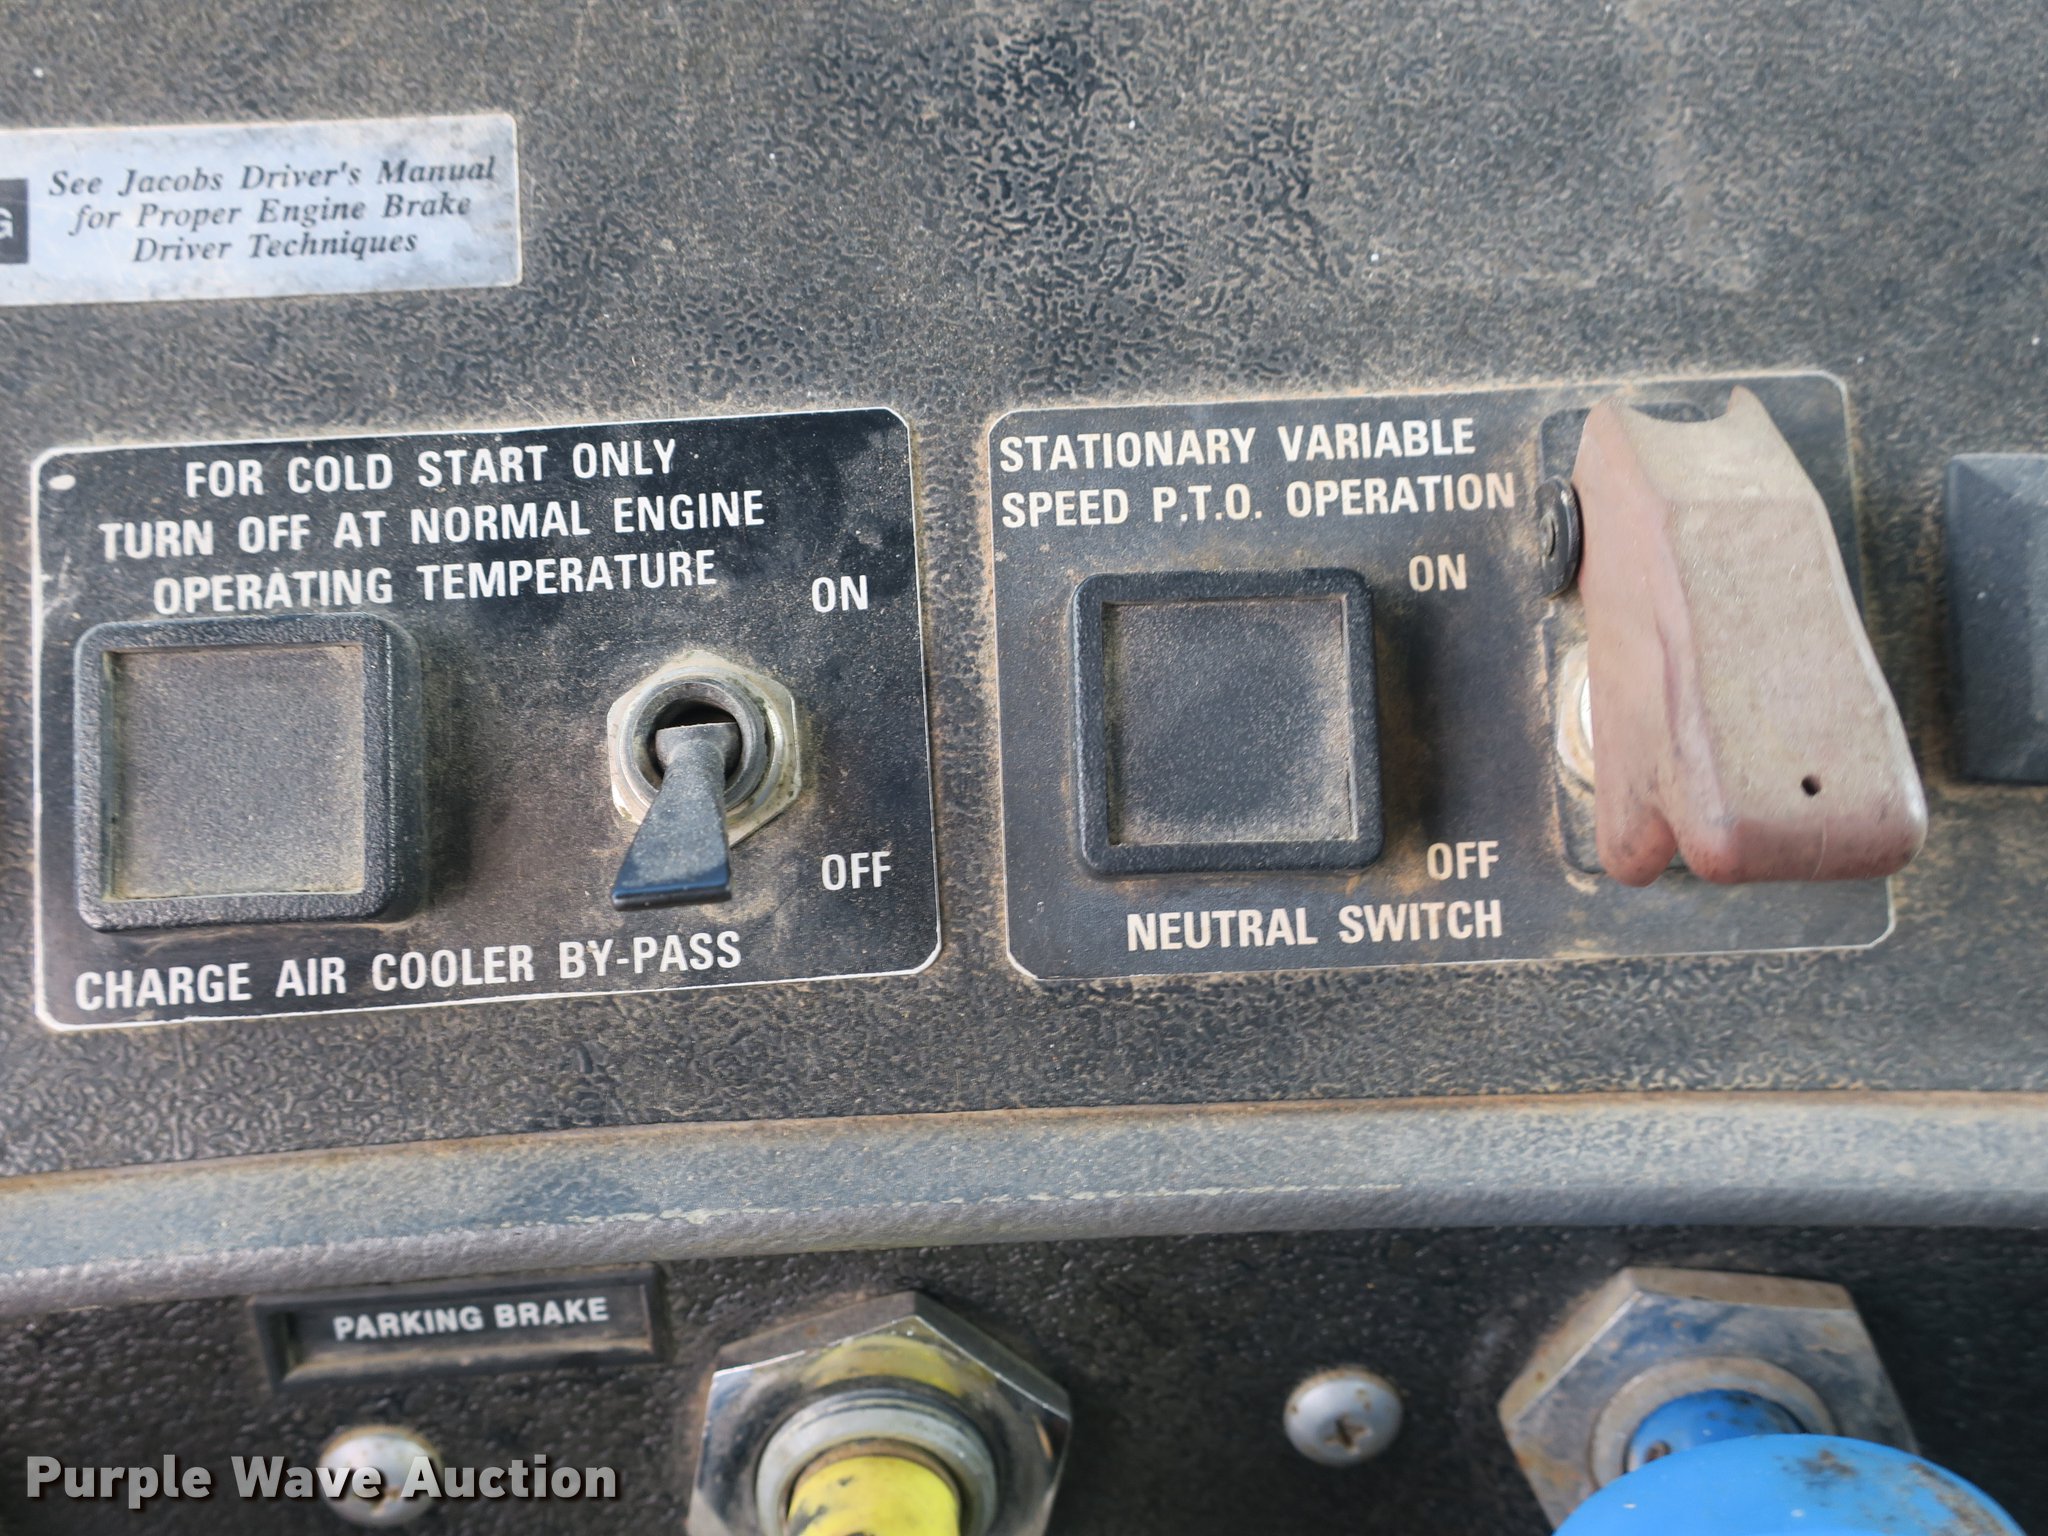 See Jacobs Driver's Manual
for Proper Engine Brake
Driver Techniques
FOR COLD START ONLY
TURN OFF AT NORMAL ENGINE
OPERATING TEMPERATURE
ON
OFF
CHARGE AIR COOLER BY-PASS
STATIONARY VARIABLE
SPEED P.T.O. OPERATION
ON
OFF
NEUTRAL SWITCH
PARKING BRAKE
Purple Wave Auction